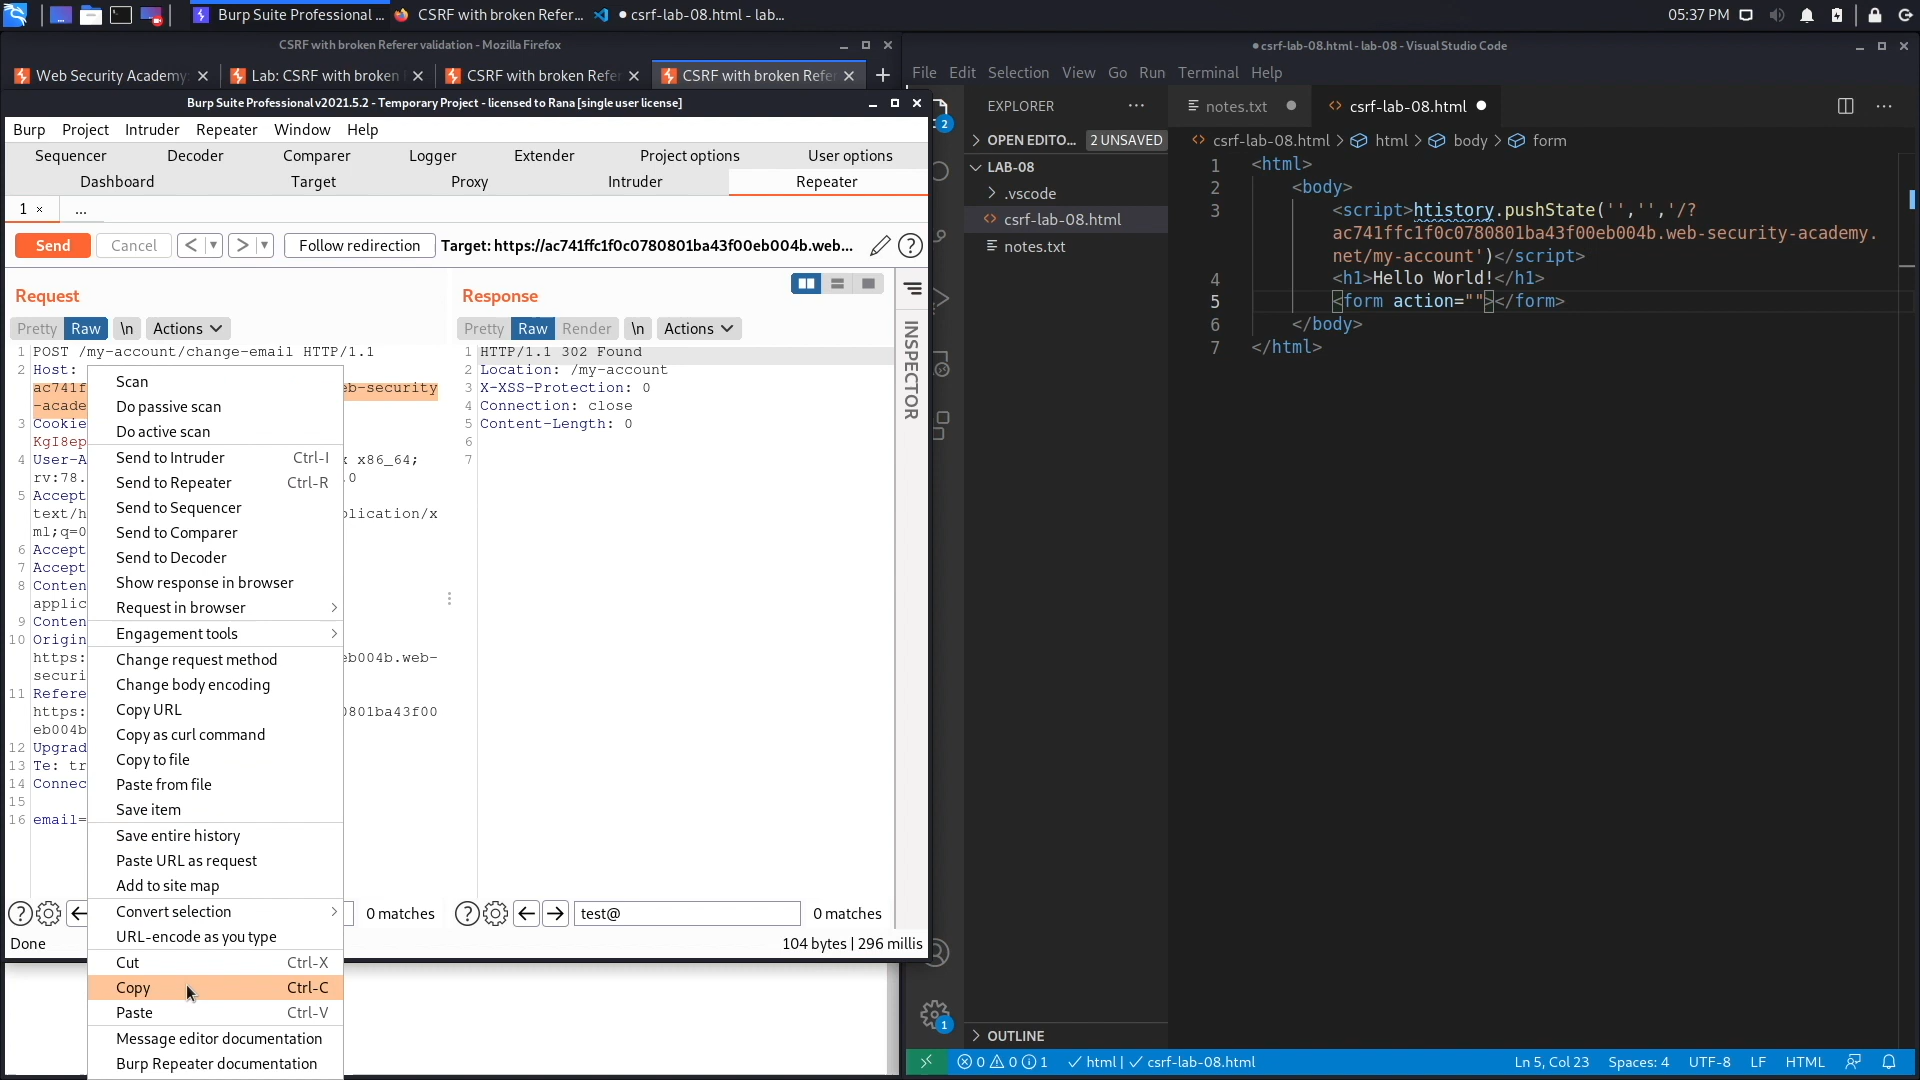 Burp Suite Professional ...
CSRF with broken Refer...
● csrf-lab-08.html - lab...
05:37 PM
CSRF with broken Referer validation - Mozilla Firefox
Web Security Academy:
Lab: CSRF with broken
CSRF with broken Refe
CSRF with broken Refe
Burp Suite Professional v2021.5.2 - Temporary Project - licensed to Rana [single user license]
Burp Project Intruder Repeater Window Help
Sequencer Decoder Comparer Logger Extender Project options User options
Dashboard Target Proxy Intruder Repeater
1 ×
...
Send Cancel < > Follow redirection Target: https://ac741ffc1f0c0780801ba43f00eb004b.web...
Request
Pretty Raw \n Actions
1 POST /my-account/change-email HTTP/1.1
2 Host:
ac741f eb-security
-acade
3 Cookie
KgI8ep
4 User-A x x86_64;
rv:78. .0
5 Accept
text/h plication/x
ml;q=0
6 Accept
7 Accept
8 Conten
applic
9 Conten
10 Origin
https: eb004b.web-
securi
11 Refere
https: 0801ba43f00
eb004b
12 Upgrad
13 Te: tr
14 Connec
15
16 email=
Scan
Do passive scan
Do active scan
Send to Intruder Ctrl-I
Send to Repeater Ctrl-R
Send to Sequencer
Send to Comparer
Send to Decoder
Show response in browser
Request in browser
Engagement tools
Change request method
Change body encoding
Copy URL
Copy as curl command
Copy to file
Paste from file
Save item
Save entire history
Paste URL as request
Add to site map
Convert selection
URL-encode as you type
Cut Ctrl-X
Copy Ctrl-C
Paste Ctrl-V
Message editor documentation
Burp Repeater documentation
0 matches
Done
Response
Pretty Raw Render \n Actions
1 HTTP/1.1 302 Found
2 Location: /my-account
3 X-XSS-Protection: 0
4 Connection: close
5 Content-Length: 0
6
7
INSPECTOR
test@
0 matches
104 bytes | 296 millis
● csrf-lab-08.html - lab-08 - Visual Studio Code
File Edit Selection View Go Run Terminal Help
2
EXPLORER ...
OPEN EDITO... 2 UNSAVED
LAB-08
.vscode
csrf-lab-08.html
notes.txt
OUTLINE
1
notes.txt ●
csrf-lab-08.html ●
csrf-lab-08.html > html > body > form
1 <html>
2 <body>
3 <script>htistory.pushState('','','/?
ac741ffc1f0c0780801ba43f00eb004b.web-security-academy.
net/my-account')</script>
4 <h1>Hello World!</h1>
5 <form action=""></form>
6 </body>
7 </html>
0 0 1 ✓ html | ✓ csrf-lab-08.html
Ln 5, Col 23 Spaces: 4 UTF-8 LF HTML